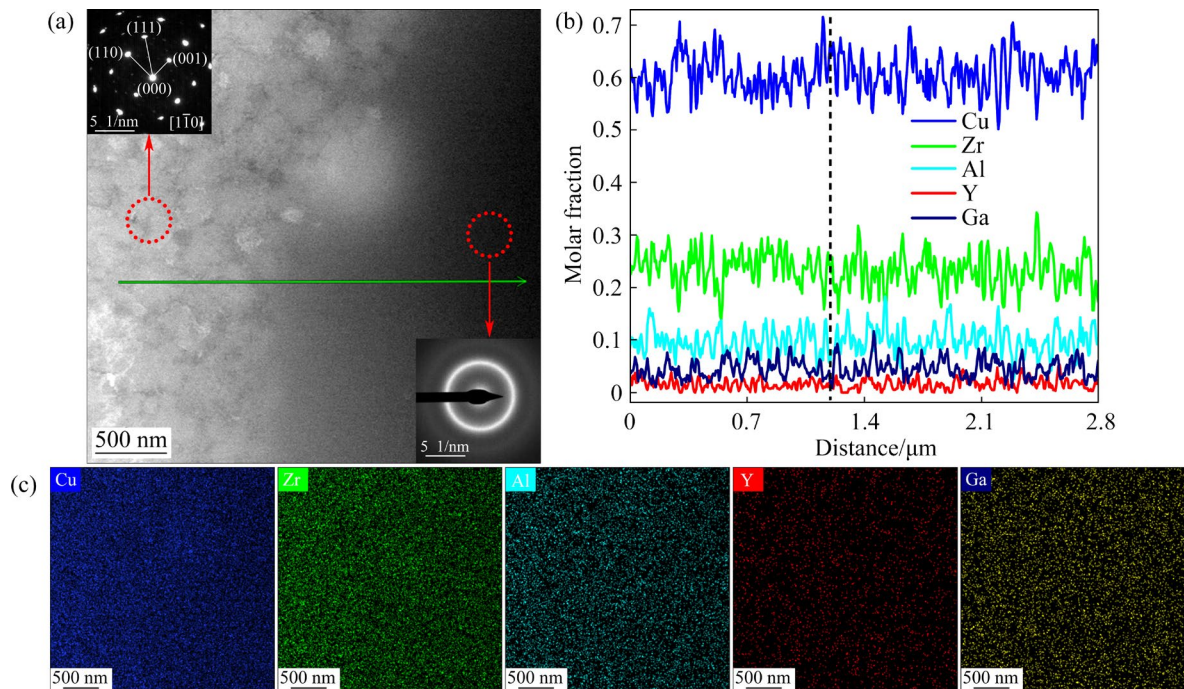 (a)
(111)
(110)
(001)
(000)
5 1/nm
[11̅0]
500 nm
5 1/nm
(b)
0.7
0.6
0.5
0.4
0.3
0.2
0.1
0
Molar fraction
Cu
Zr
Al
Y
Ga
0 0.7 1.4 2.1 2.8
Distance/μm
(c)
Cu
Zr
Al
Y
Ga
500 nm
500 nm
500 nm
500 nm
500 nm